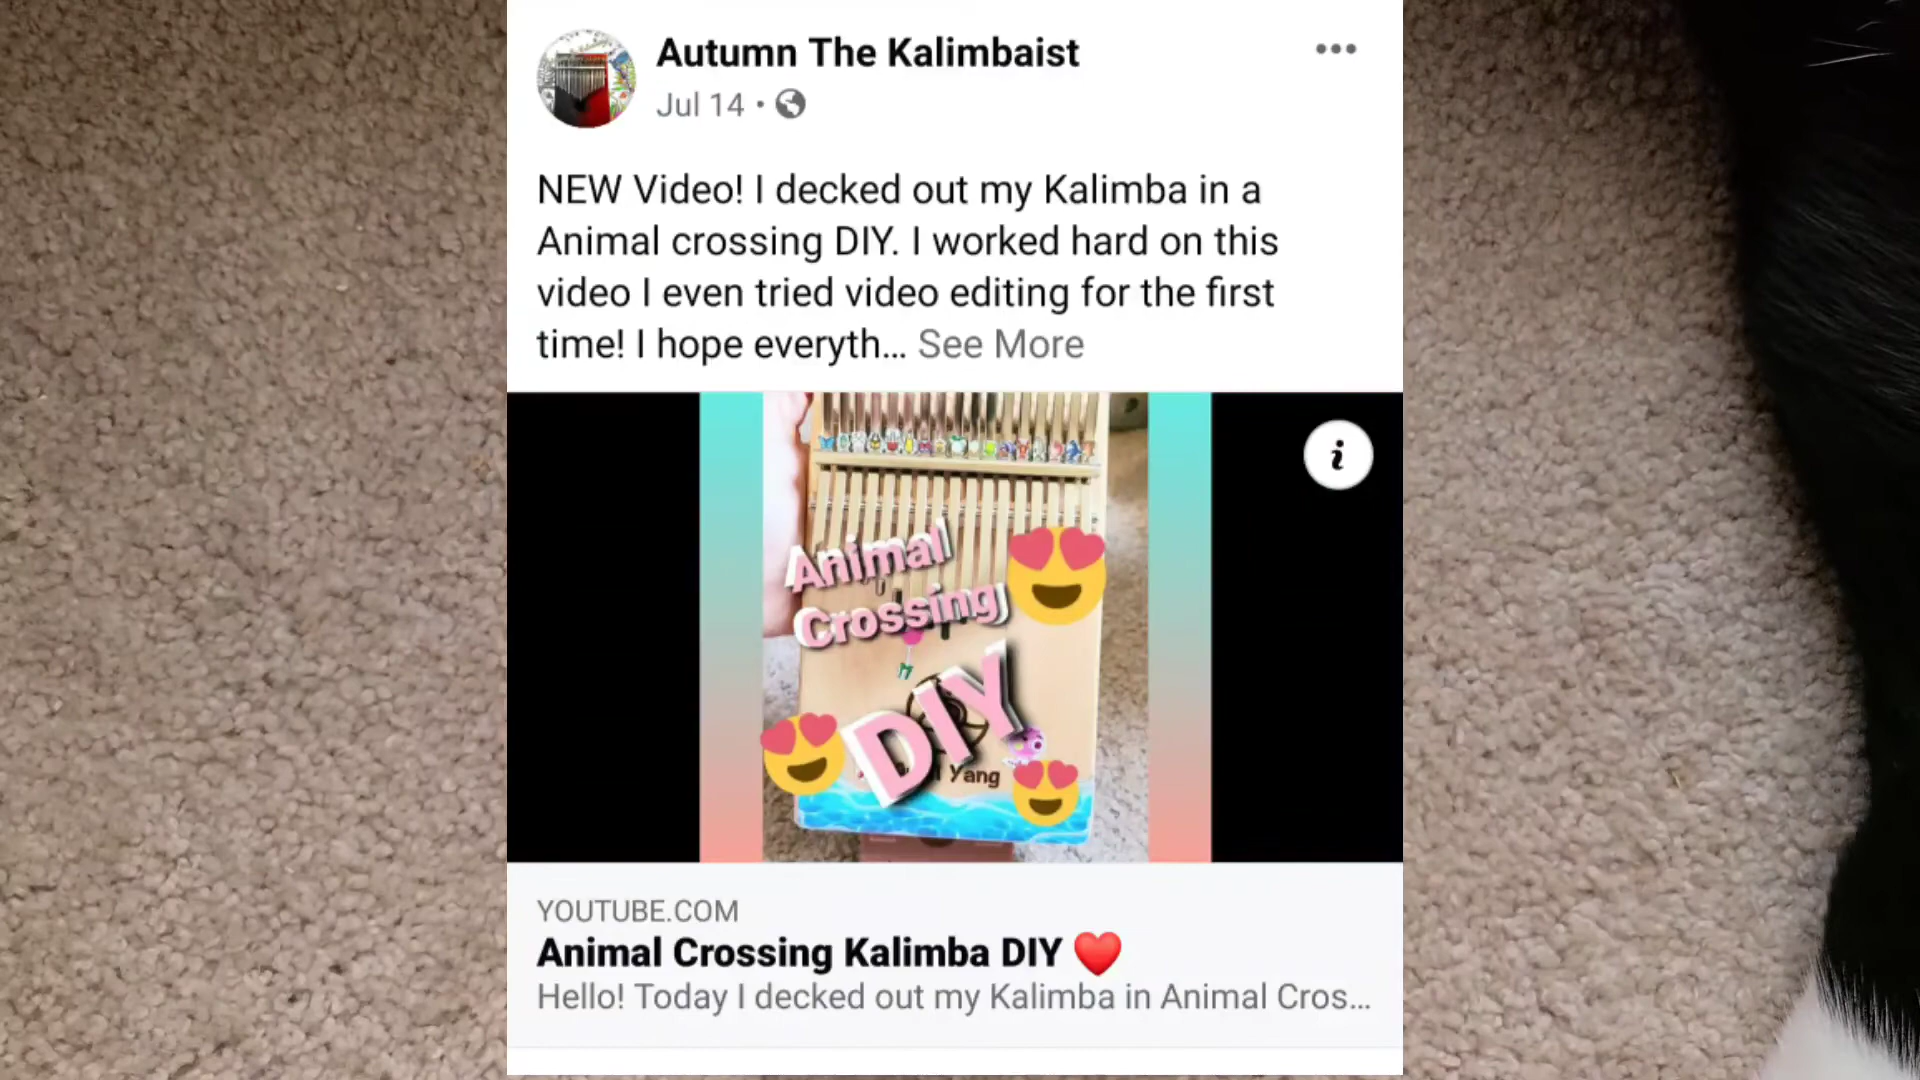 Autumn The Kalimbaist
Jul 14 •
NEW Video! I decked out my Kalimba in a
Animal crossing DIY. I worked hard on this
video I even tried video editing for the first
time! I hope everyth... See More
Animal
Crossing
DIY
Yang
YOUTUBE.COM
Animal Crossing Kalimba DIY ❤️
Hello! Today I decked out my Kalimba in Animal Cros...